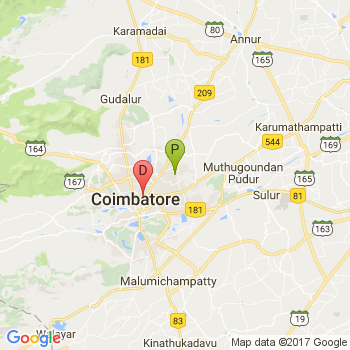 Karamadai
80
Annur
181
165
Gudalur
209
Karumathampatti
P
169
164
544
D
Muthugoundan
Pudur
167
165
Coimbatore
Sulur
81
181
Malumichampatty
19
Google
Walayar
83
Kinathukadavu
Map data ©2017 Google